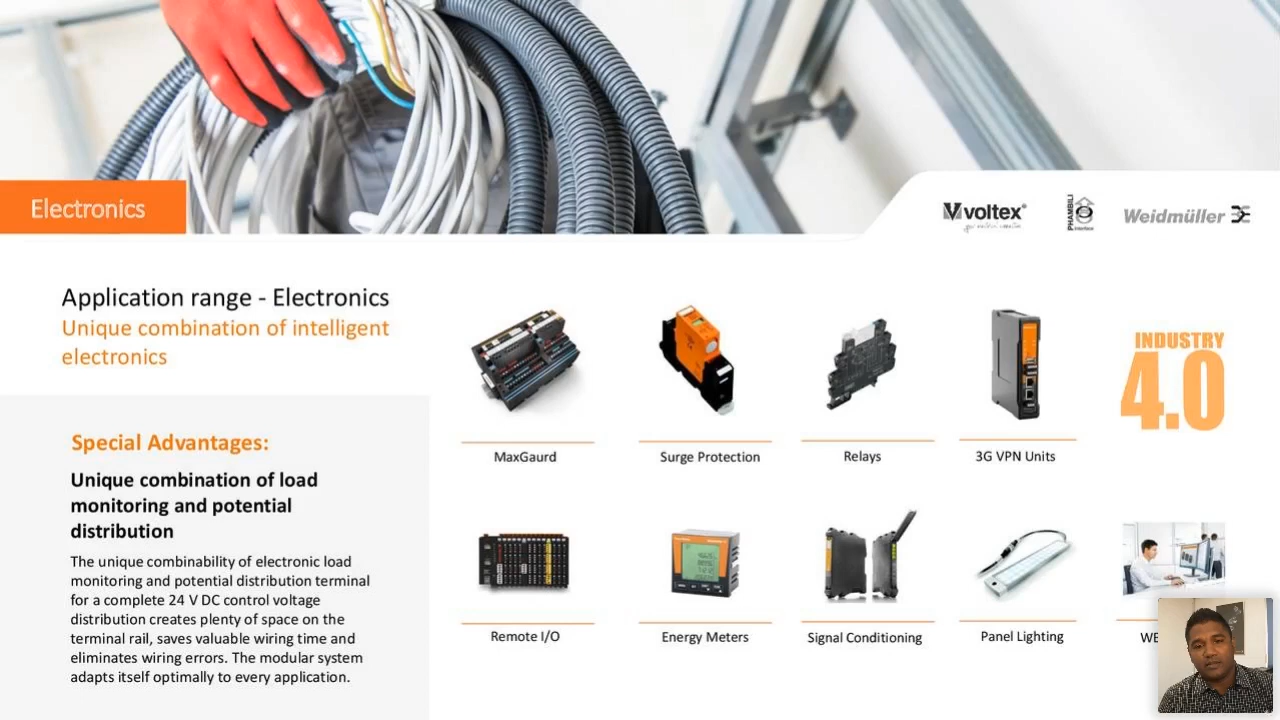 Electronics
voltex®
PHAMBILI
interface
Weidmüller
Application range - Electronics
Unique combination of intelligent
electronics
Special Advantages:
Unique combination of load
monitoring and potential
distribution
The unique combinability of electronic load
monitoring and potential distribution terminal
for a complete 24 V DC control voltage
distribution creates plenty of space on the
terminal rail, saves valuable wiring time and
eliminates wiring errors. The modular system
adapts itself optimally to every application.
INDUSTRY
4.0
MaxGaurd
Surge Protection
Relays
3G VPN Units
Remote I/O
Energy Meters
Signal Conditioning
Panel Lighting